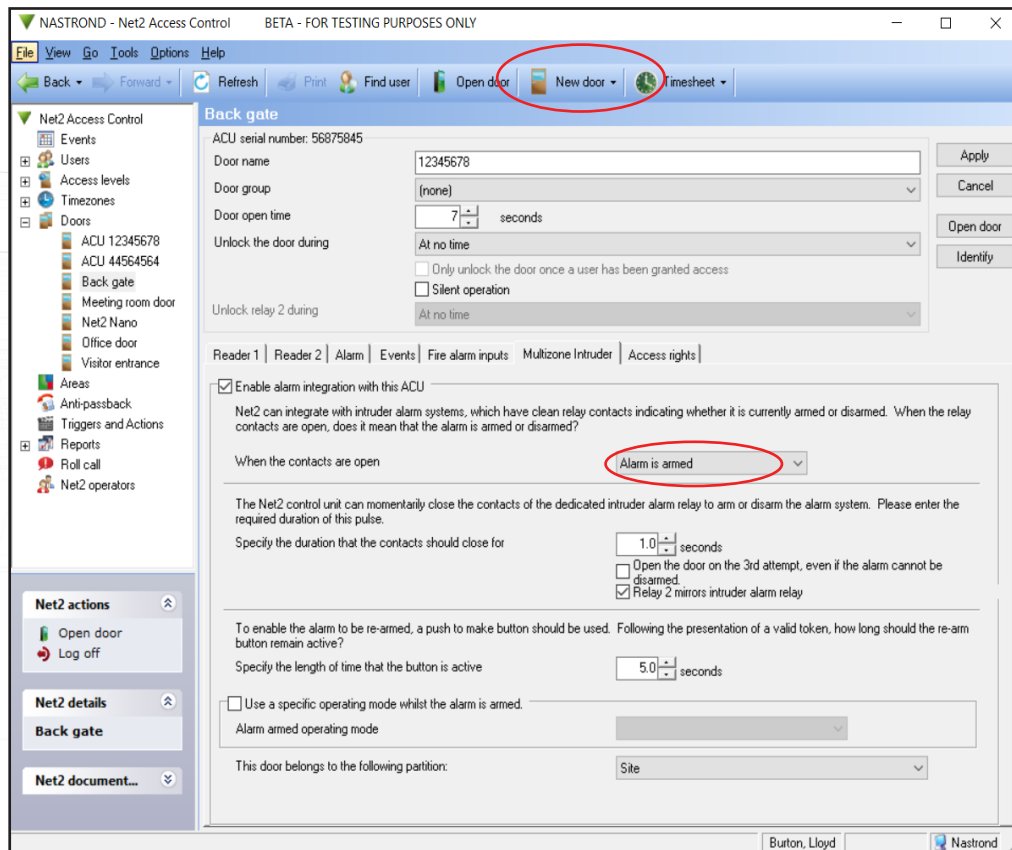 NASTROND - Net2 Access Control BETA - FOR TESTING PURPOSES ONLY
File View Go Tools Options Help
Back Forward Refresh Print Find user Open door New door Timesheet
Net2 Access Control
Events
Users
Access levels
Timezones
Doors
ACU 12345678
ACU 44564564
Back gate
Meeting room door
Net2 Nano
Office door
Visitor entrance
Areas
Anti-passback
Triggers and Actions
Reports
Roll call
Net2 operators
Net2 actions
Open door
Log off
Net2 details
Back gate
Net2 document...
Back gate
ACU serial number: 56875845
Door name 12345678
Door group (none)
Door open time 7 seconds
Unlock the door during At no time
Only unlock the door once a user has been granted access
Silent operation
Unlock relay 2 during At no time
Apply
Cancel
Open door
Identify
Reader 1 Reader 2 Alarm Events Fire alarm inputs Multizone Intruder Access rights
Enable alarm integration with this ACU
Net2 can integrate with intruder alarm systems, which have clean relay contacts indicating whether it is currently armed or disarmed. When the relay
contacts are open, does it mean that the alarm is armed or disarmed?
When the contacts are open Alarm is armed
The Net2 control unit can momentarily close the contacts of the dedicated intruder alarm relay to arm or disarm the alarm system. Please enter the
required duration of this pulse.
Specify the duration that the contacts should close for 1.0 seconds
Open the door on the 3rd attempt, even if the alarm cannot be
disarmed.
Relay 2 mirrors intruder alarm relay
To enable the alarm to be re-armed, a push to make button should be used. Following the presentation of a valid token, how long should the re-arm
button remain active?
Specify the length of time that the button is active 5.0 seconds
Use a specific operating mode whilst the alarm is armed.
Alarm armed operating mode
This door belongs to the following partition: Site
Burton, Lloyd Nastrond